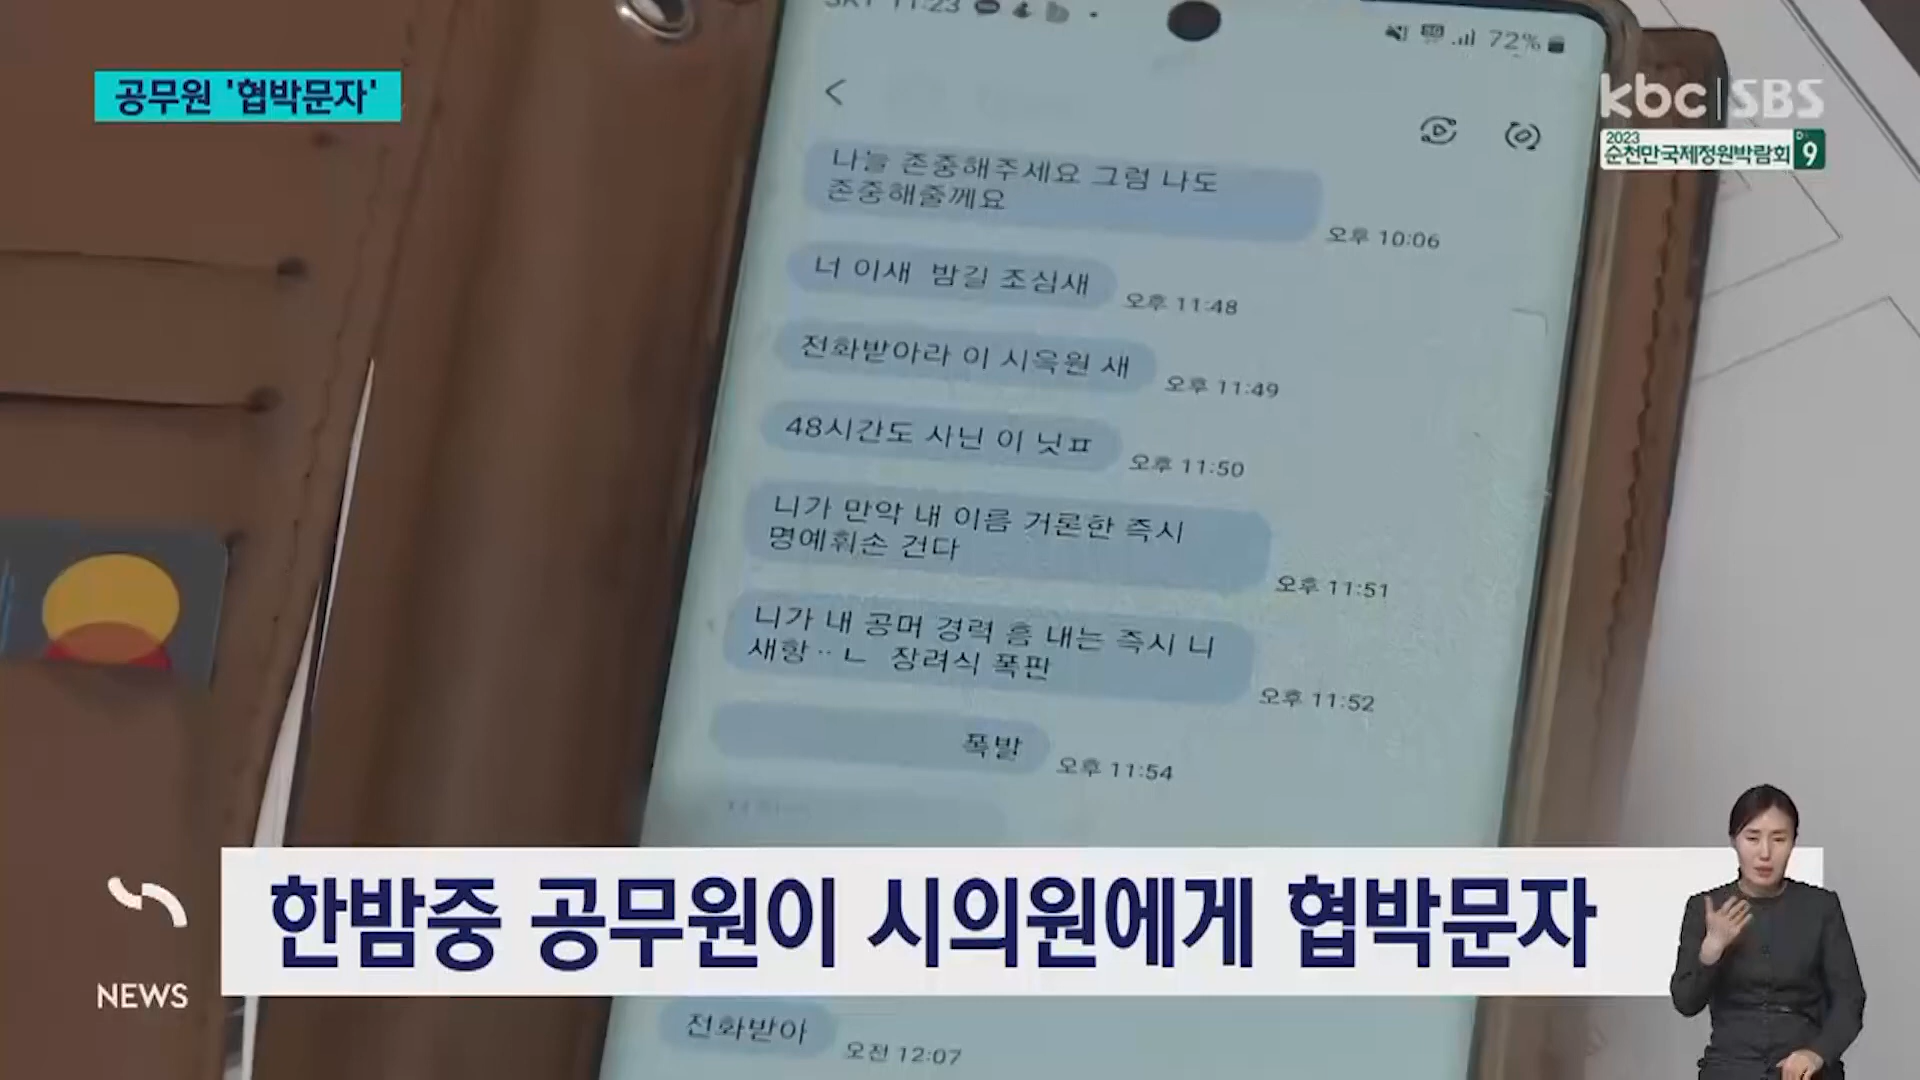 11:23
72%
공무원 '협박문자'
kbc SBS
2023
순천만국제정원박람회
D-9
나늘 존중해주세요 그럼 나도
존중해줄께요
오후 10:06
너 이새 밤길 조심새
오후 11:48
전화받아라 이 시욱원 새
오후 11:49
48시간도 사닌 이 닛ㅍ
오후 11:50
니가 만악 내 이름 거론한 즉시
명예휘손 건다
오후 11:51
니가 내 공머 경력 흠 내는 즉시 니
새항··ㄴ 장려식 폭판
오후 11:52
폭발
오후 11:54
한밤중 공무원이 시의원에게 협박문자
NEWS
전화받아
오전 12:07